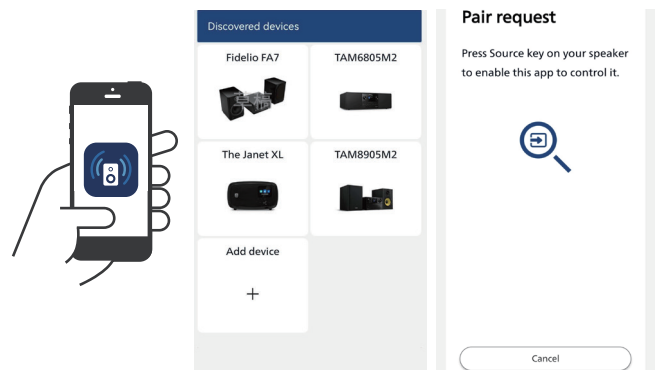 Discovered devices
Fidelio FA7
TAM6805M2
The Janet XL
TAM8905M2
Add device
Pair request
Press Source key on your speaker
to enable this app to control it.
Cancel